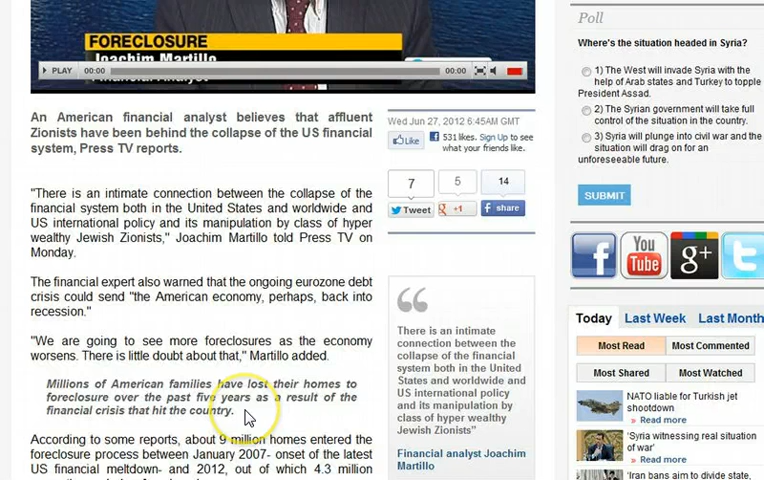 FORECLOSURE
Joachim Martillo
Financial Analyst
PLAY
00:00
00:00
An American financial analyst believes that affluent
Zionists have been behind the collapse of the US financial
system, Press TV reports.
"There is an intimate connection between the collapse of the
financial system both in the United States and worldwide and
US international policy and its manipulation by class of hyper
wealthy Jewish Zionists," Joachim Martillo told Press TV on
Monday.
The financial expert also warned that the ongoing eurozone debt
crisis could send "the American economy, perhaps, back into
recession."
"We are going to see more foreclosures as the economy
worsens. There is little doubt about that," Martillo added.
Millions of American families have lost their homes to
foreclosure over the past five years as a result of the
financial crisis that hit the country.
According to some reports, about 9 million homes entered the
foreclosure process between January 2007- onset of the latest
US financial meltdown- and 2012, out of which 4.3 million
Wed Jun 27, 2012 6:45AM GMT
Like
531 likes. Sign Up to see
what your friends like.
7
5
14
Tweet
+1
share
There is an intimate
connection between the
collapse of the financial
system both in the United
States and worldwide and
US international policy
and its manipulation by
class of hyper wealthy
Jewish Zionists"
Financial analyst Joachim
Martillo
Poll
Where's the situation headed in Syria?
1) The West will invade Syria with the
help of Arab states and Turkey to topple
President Assad.
2) The Syrian government will take full
control of the situation in the country.
3) Syria will plunge into civil war and the
situation will drag on for an
unforeseeable future.
SUBMIT
You
Tube
g+
Today
Last Week
Last Month
Most Read
Most Commented
Most Shared
Most Watched
NATO liable for Turkish jet
shootdown
» Read more
'Syria witnessing real situation
of war'
» Read more
'Iran bans aim to divide state,